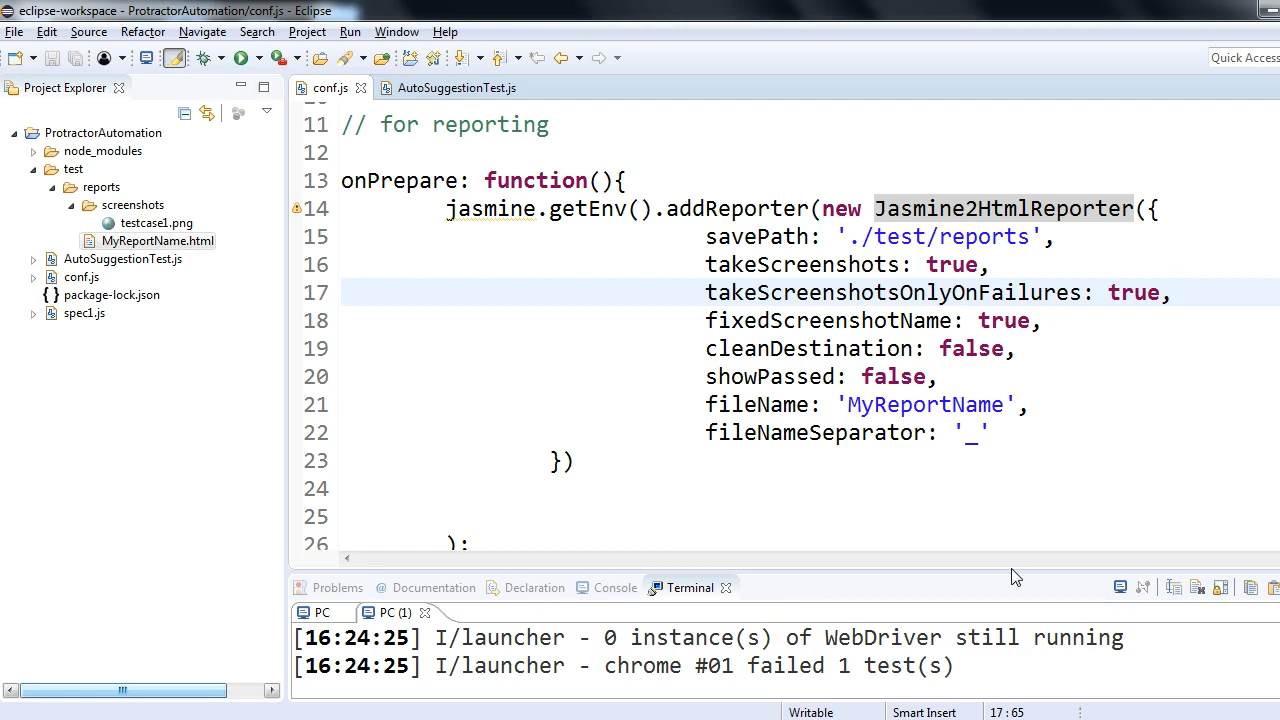 eclipse-workspace - ProtractorAutomation/conf.js - Eclipse
File Edit Source Refactor Navigate Search Project Run Window Help
Quick Access
Project Explorer
conf.js
AutoSuggestionTest.js
ProtractorAutomation
node_modules
test
reports
screenshots
testcase1.png
MyReportName.html
AutoSuggestionTest.js
conf.js
package-lock.json
spec1.js
11 // for reporting
12
13 onPrepare: function(){
14 jasmine.getEnv().addReporter(new Jasmine2HtmlReporter({
15 savePath: './test/reports',
16 takeScreenshots: true,
17 takeScreenshotsOnlyOnFailures: true,
18 fixedScreenshotName: true,
19 cleanDestination: false,
20 showPassed: false,
21 fileName: 'MyReportName',
22 fileNameSeparator: '_'
23 })
24
25
26 );
Problems @ Documentation Declaration Console Terminal
PC PC (1)
[16:24:25] I/launcher - 0 instance(s) of WebDriver still running
[16:24:25] I/launcher - chrome #01 failed 1 test(s)
Writable Smart Insert 17 : 65